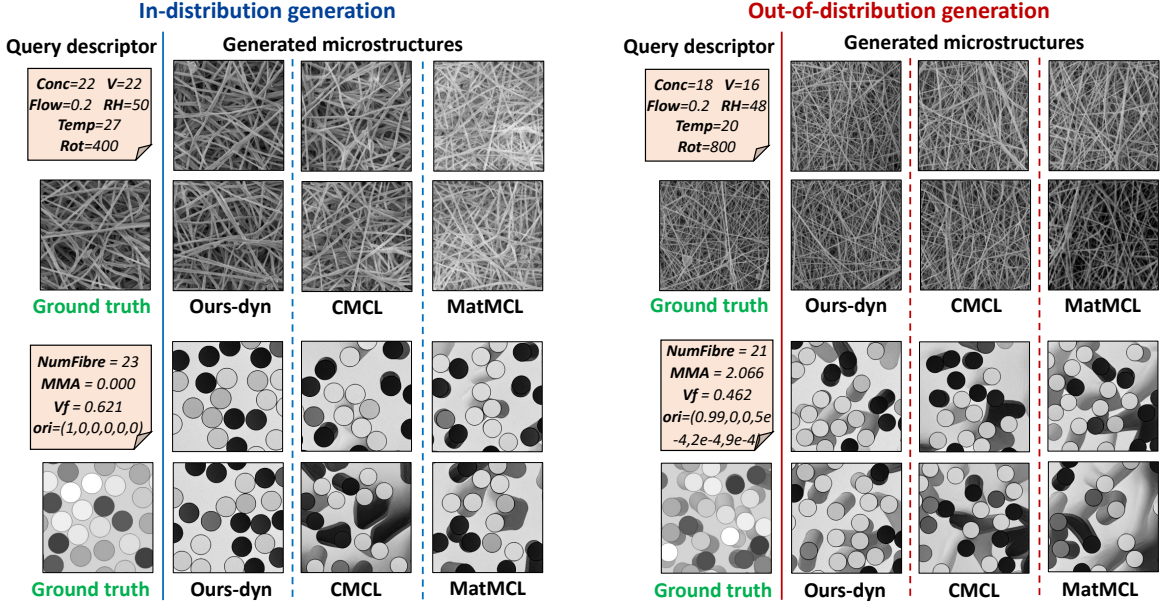 In-distribution generation
Query descriptor
Generated microstructures
Conc=22 V=22
Flow=0.2 RH=50
Temp=27
Rot=400
Ground truth
Ours-dyn
CMCL
MatMCL
NumFibre = 23
MMA = 0.000
Vf = 0.621
ori=(1,0,0,0,0,0)
Ground truth
Ours-dyn
CMCL
MatMCL
Out-of-distribution generation
Query descriptor
Generated microstructures
Conc=18 V=16
Flow=0.2 RH=48
Temp=20
Rot=800
Ground truth
Ours-dyn
CMCL
MatMCL
NumFibre = 21
MMA = 2.066
Vf = 0.462
ori=(0.99,0,0,5e
-4,2e-4,9e-4)
Ground truth
Ours-dyn
CMCL
MatMCL